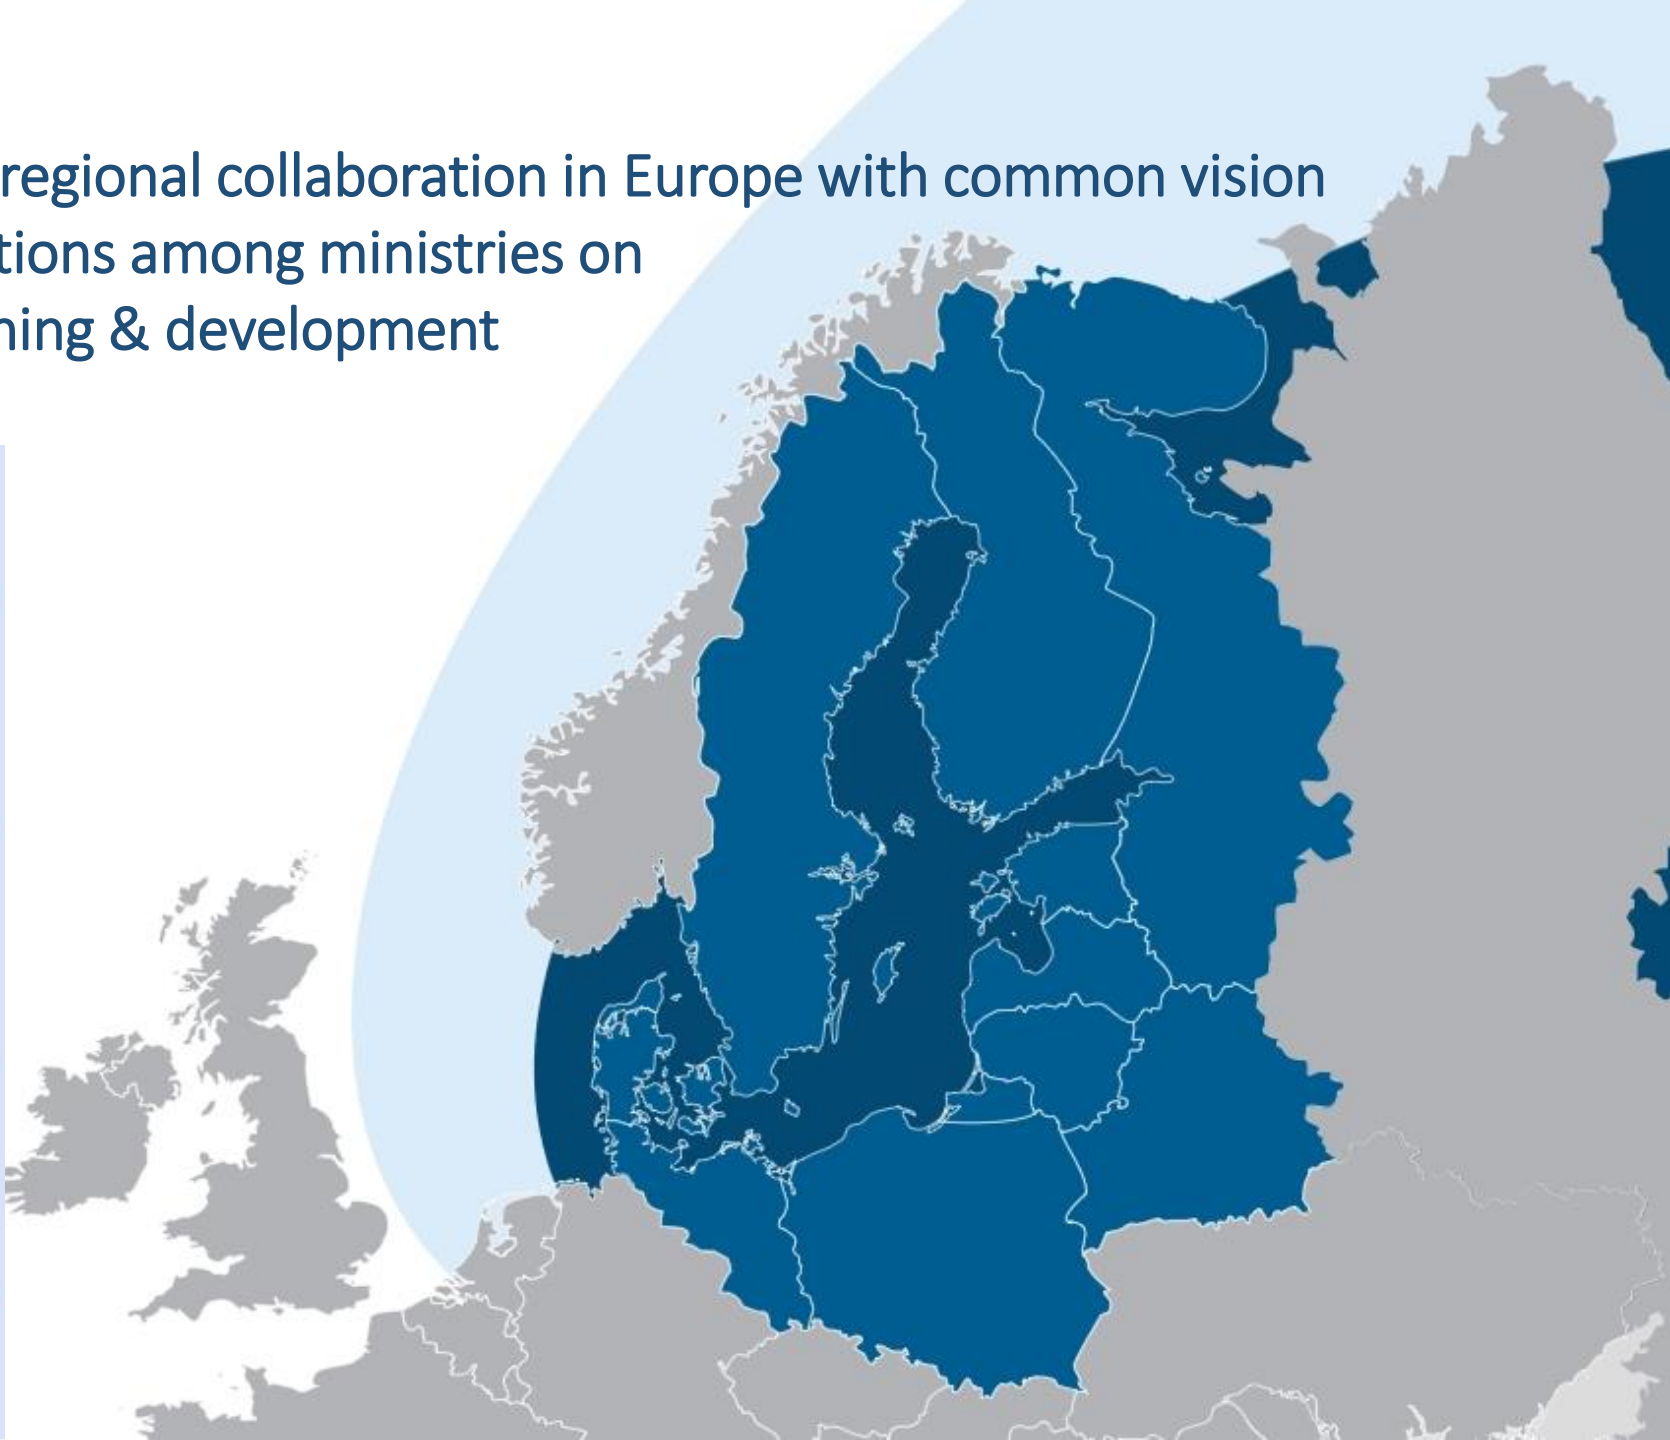 regional collaboration in Europe with common vision
tions among ministries on
ning & development